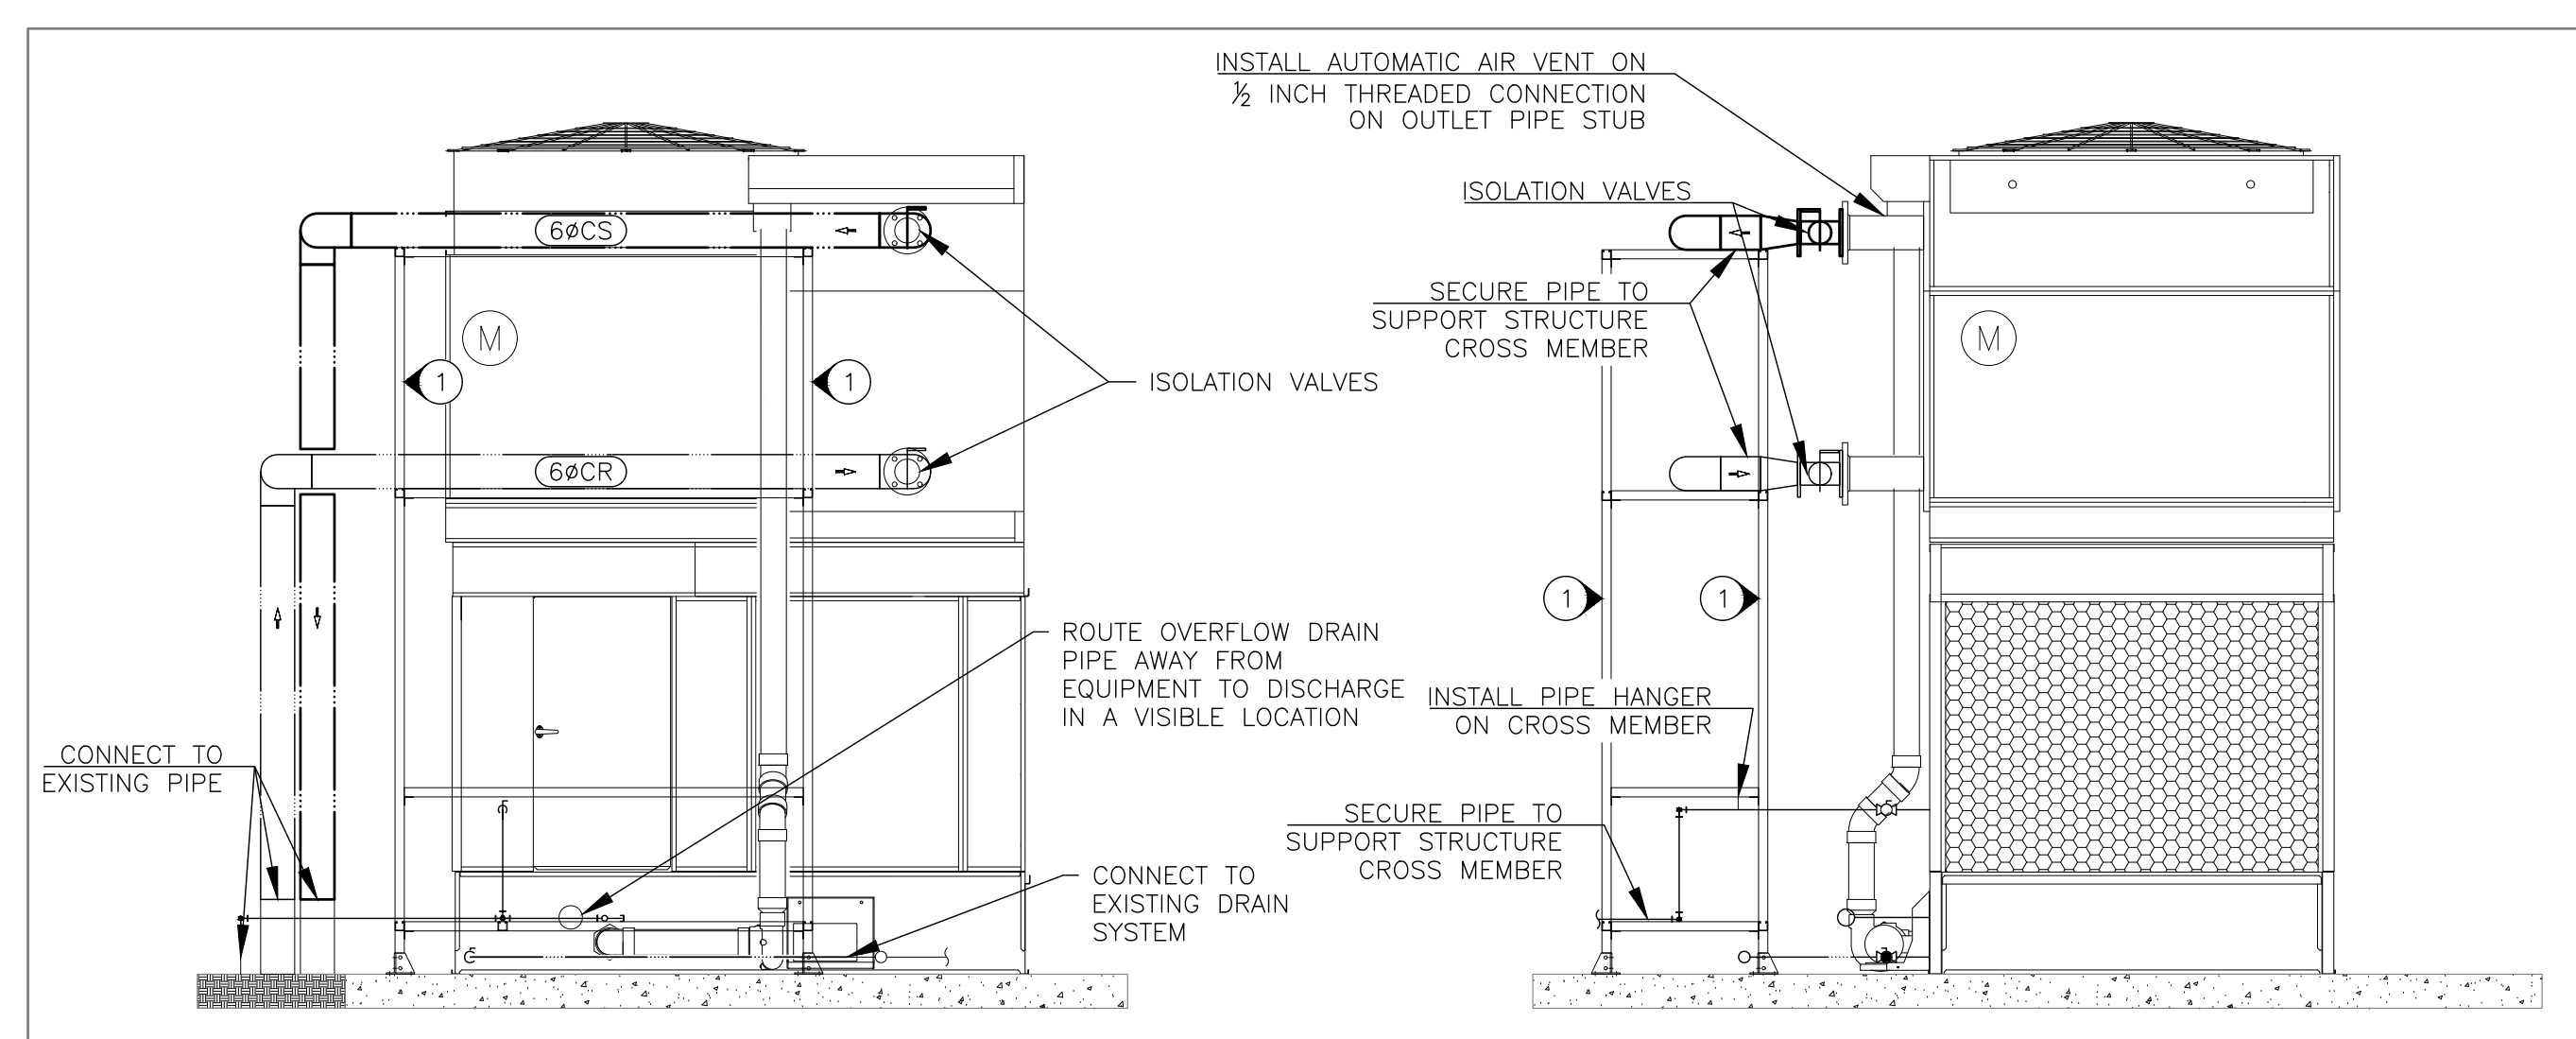 INSTALL AUTOMATIC AIR VENT ON
½ INCH THREADED CONNECTION
ON OUTLET PIPE STUB
ISOLATION VALVES
6øCS
SECURE PIPE TO
SUPPORT STRUCTURE
CROSS MEMBER
M
M
1
1
ISOLATION VALVES
6øCR
1
1
ROUTE OVERFLOW DRAIN
PIPE AWAY FROM
EQUIPMENT TO DISCHARGE
IN A VISIBLE LOCATION
INSTALL PIPE HANGER
ON CROSS MEMBER
CONNECT TO
EXISTING PIPE
SECURE PIPE TO
SUPPORT STRUCTURE
CROSS MEMBER
CONNECT TO
EXISTING DRAIN
SYSTEM